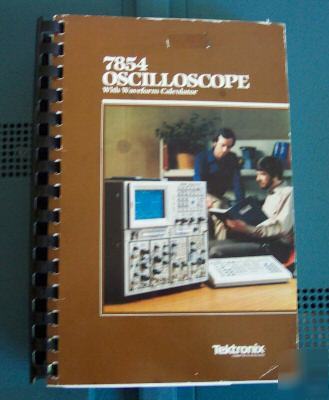 7854
OSCILLOSCOPE
With Waveform Calculator
Tektronix